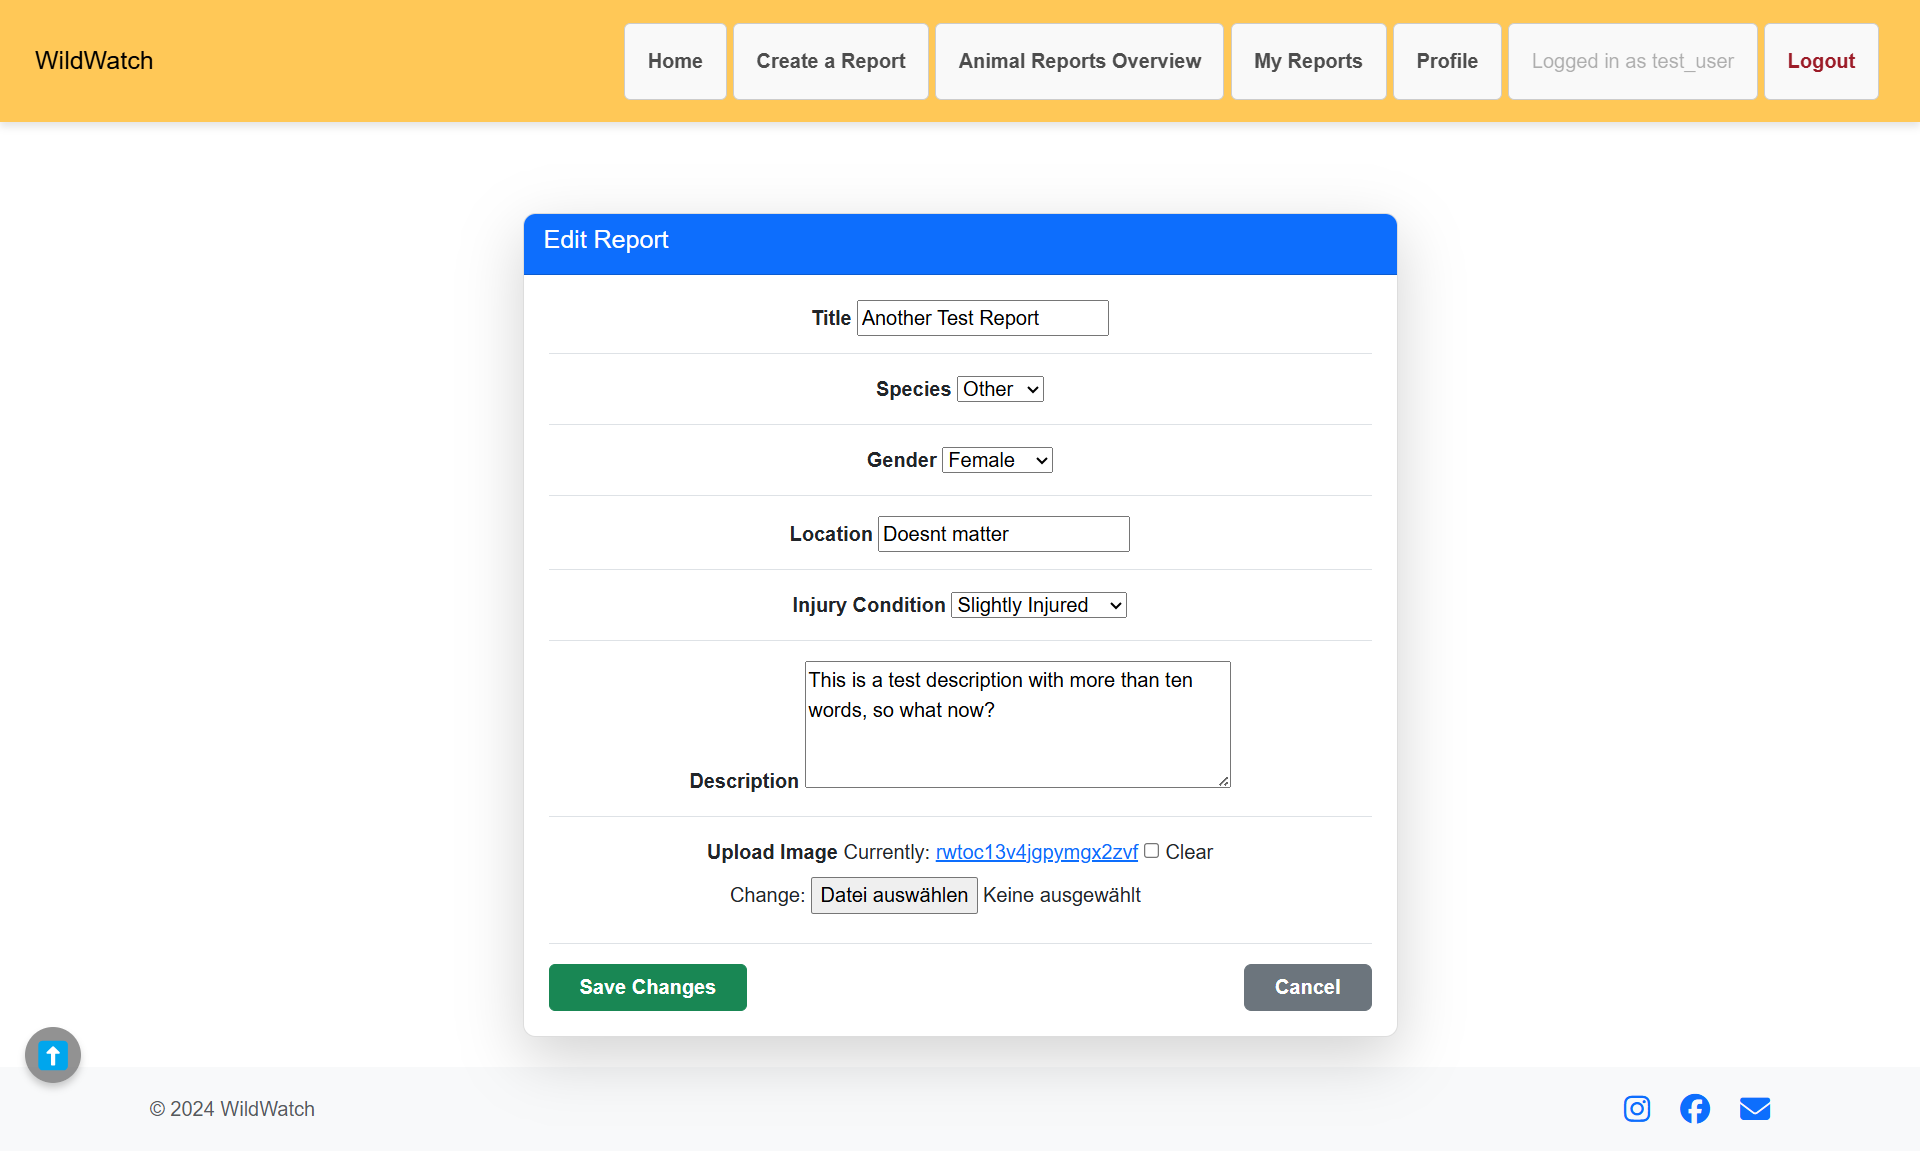 WildWatch
Home
Create a Report
Animal Reports Overview
My Reports
Profile
Logged in as test_user
Logout
Edit Report
Title Another Test Report
Species Other
Gender Female
Location Doesnt matter
Injury Condition Slightly Injured
This is a test description with more than ten
words, so what now?
Description
Upload Image Currently: rwtoc13v4jgpymgx2zvf Clear
Change: Datei auswählen Keine ausgewählt
Save Changes
Cancel
© 2024 WildWatch